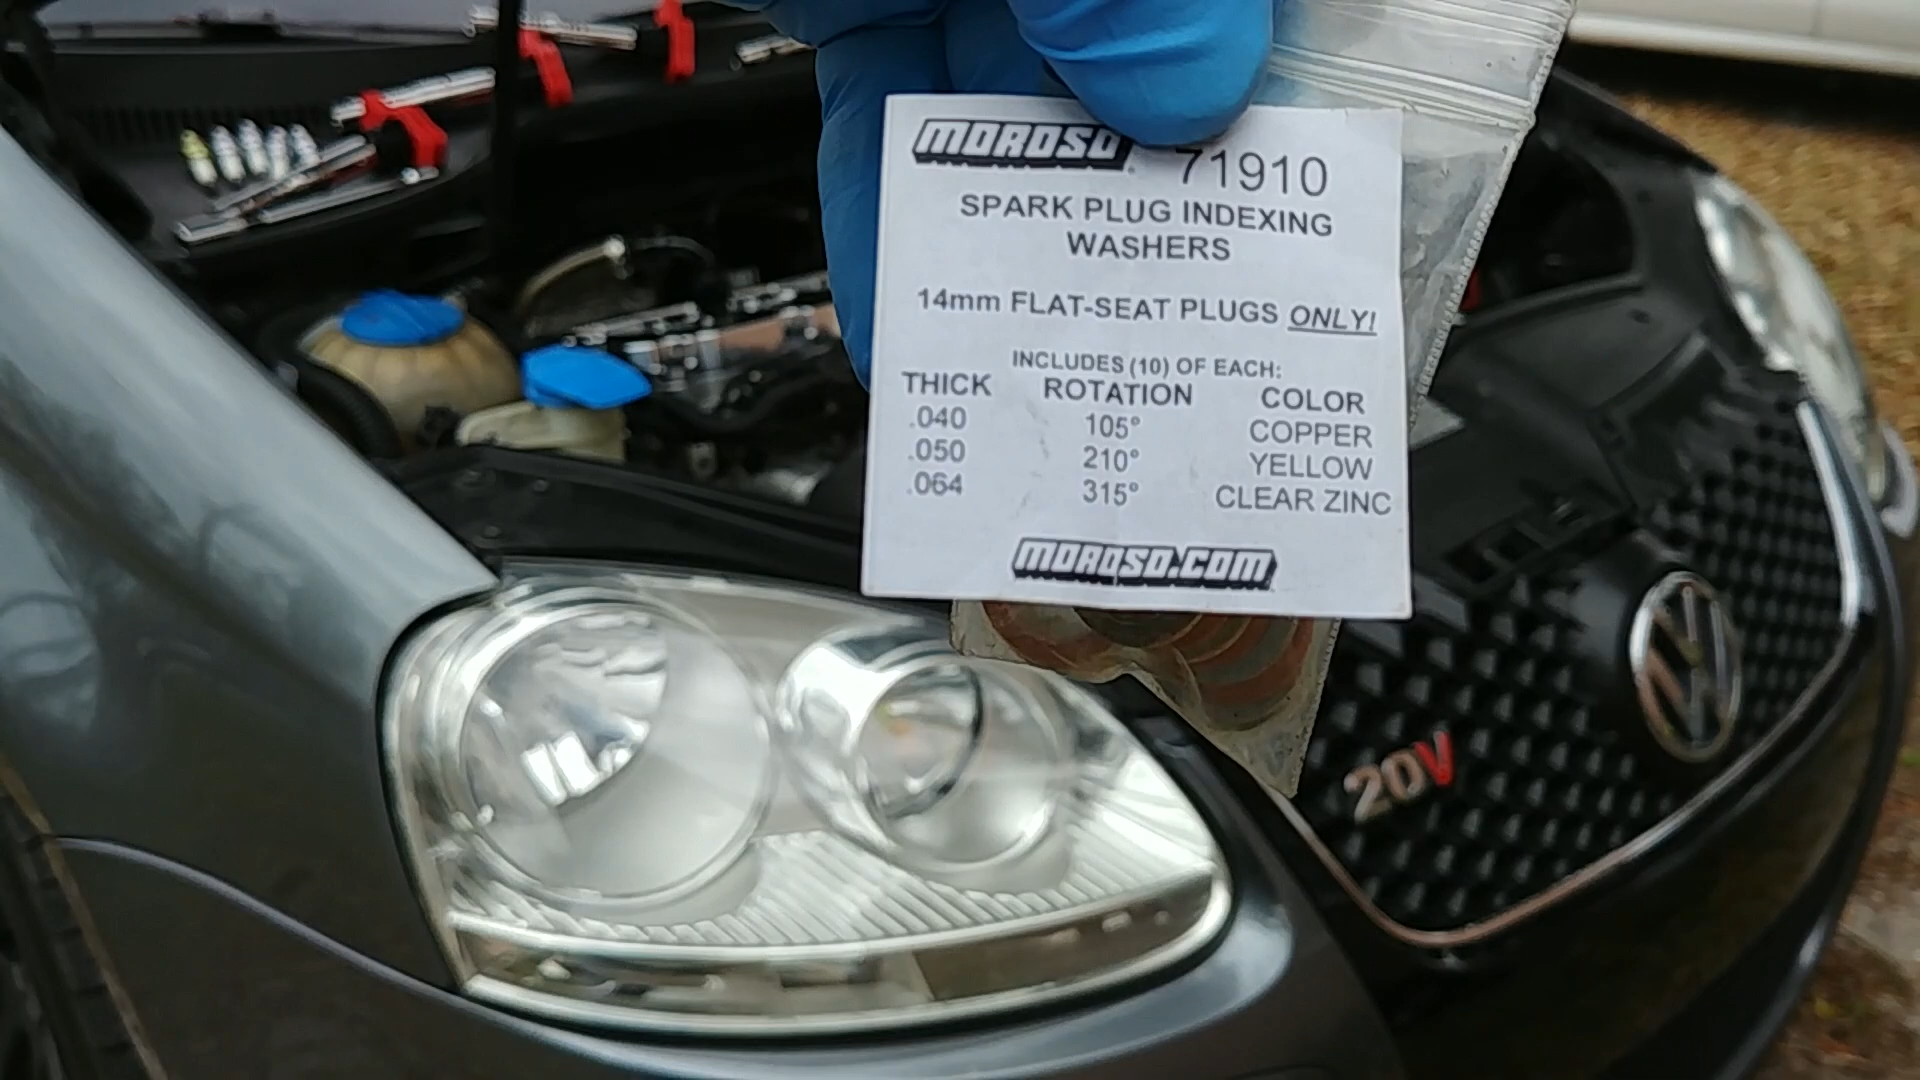 MOROSO 71910
SPARK PLUG INDEXING
WASHERS
14mm FLAT-SEAT PLUGS ONLY!
INCLUDES (10) OF EACH:
THICK ROTATION COLOR
.040 105° COPPER
.050 210° YELLOW
.064 315° CLEAR ZINC
MOROSO.COM
VW
20V